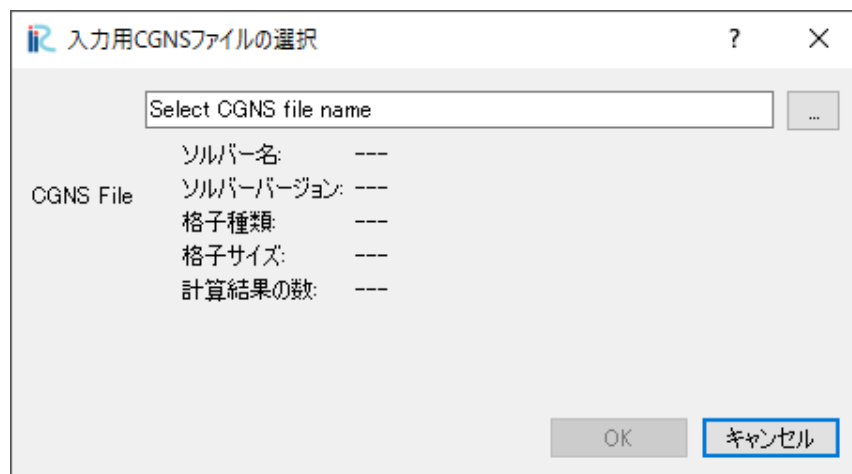 iRC 入力用CGNSファイルの選択 ? ×
Select CGNS file name ...
CGNS File
ソルバー名: ---
ソルバーバージョン: ---
格子種類: ---
格子サイズ: ---
計算結果の数: ---
OK キャンセル